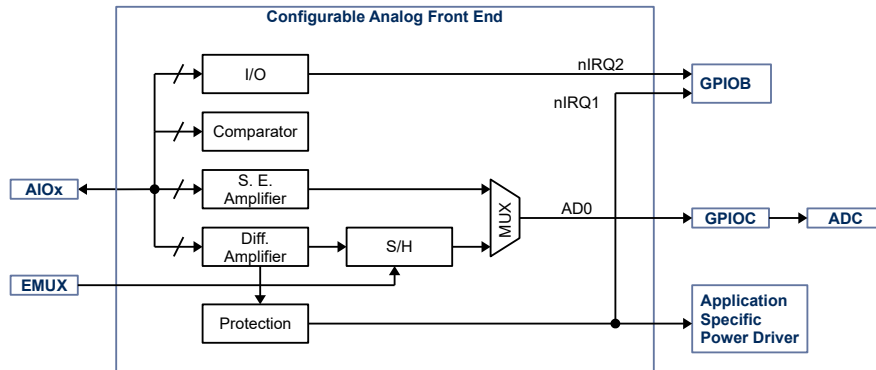 Configurable Analog Front End
I/O
nIRQ2
GPIOB
nIRQ1
Comparator
AIOx
S. E.
Amplifier
MUX
AD0
GPIOC
ADC
Diff.
Amplifier
S/H
EMUX
Protection
Application
Specific
Power Driver